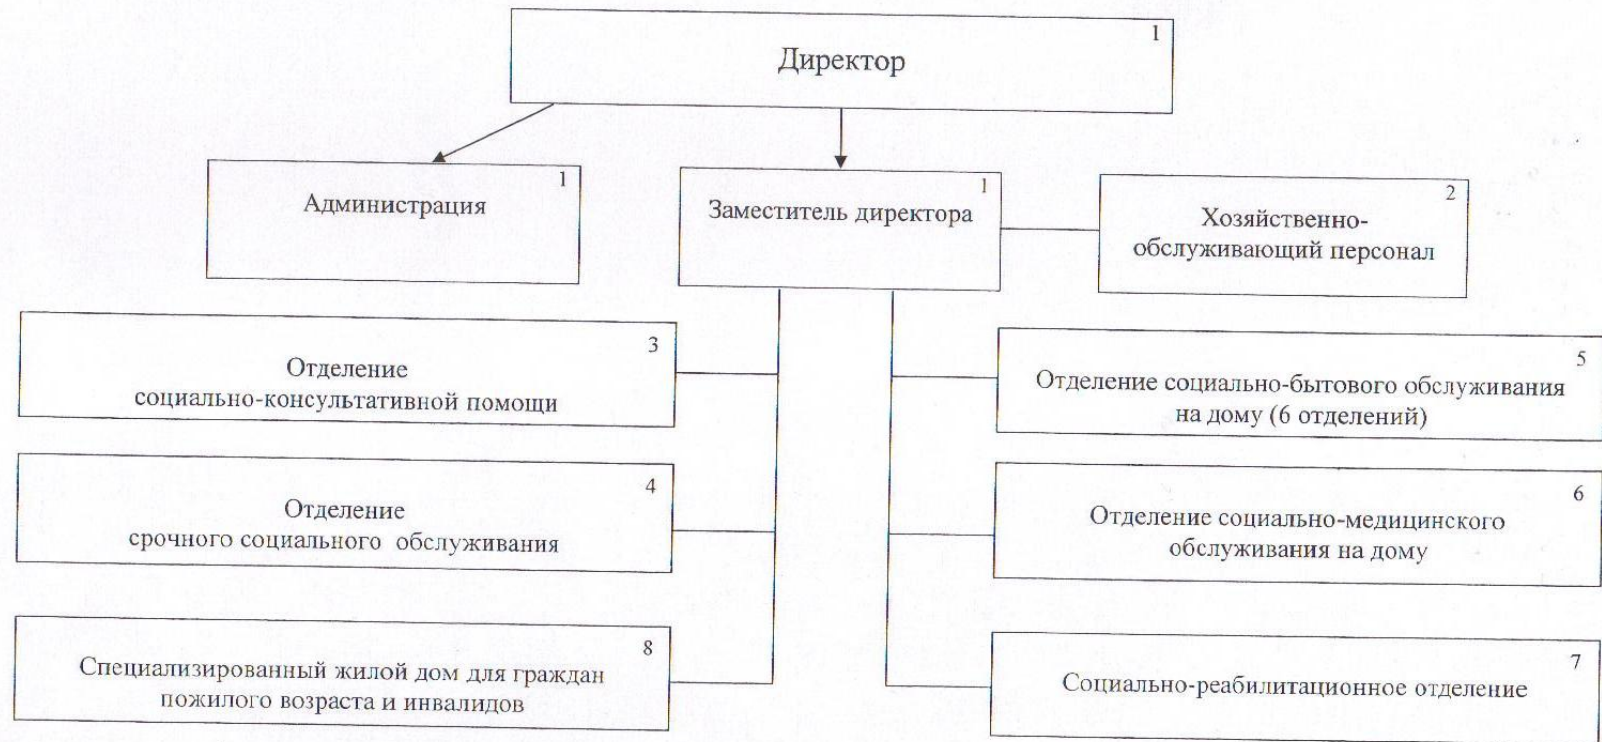 1
Директор
1
Администрация
1
Заместитель директора
2
Хозяйственно-
обслуживающий персонал
3
Отделение
социально-консультативной помощи
5
Отделение социально-бытового обслуживания
на дому (6 отделений)
4
Отделение
срочного социального обслуживания
6
Отделение социально-медицинского
обслуживания на дому
8
Специализированный жилой дом для граждан
пожилого возраста и инвалидов
7
Социально-реабилитационное отделение